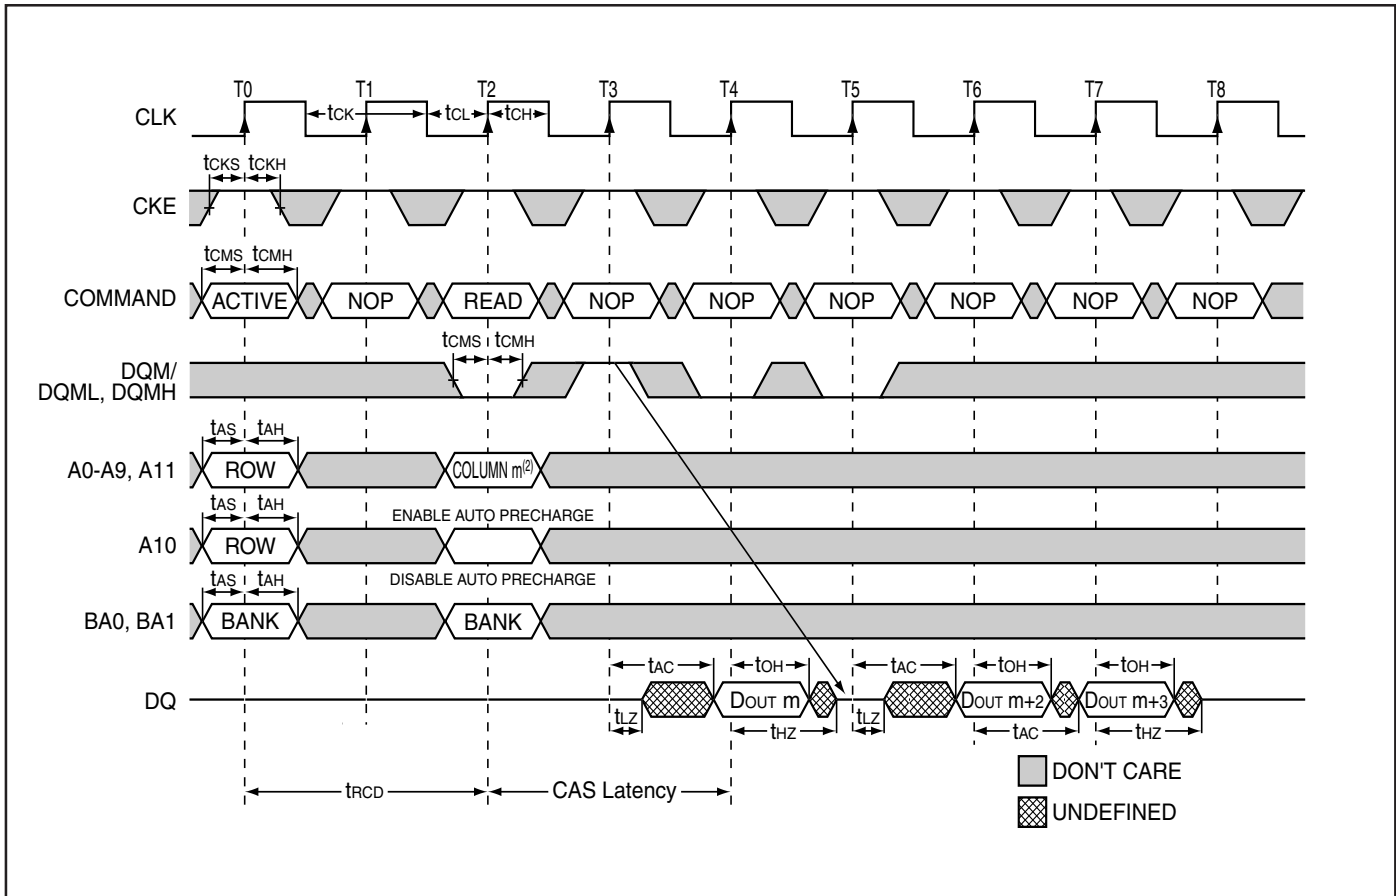 T0 T1 T2 T3 T4 T5 T6 T7 T8
CLK tCK tCL tCH
tCKS tCKH
CKE
tCMS tCMH
COMMAND ACTIVE NOP READ NOP NOP NOP NOP NOP NOP
tCMS tCMH
DQM/
DQML, DQMH
tAS tAH
A0-A9, A11 ROW COLUMN m(2)
tAS tAH ENABLE AUTO PRECHARGE
A10 ROW
tAS tAH DISABLE AUTO PRECHARGE
BA0, BA1 BANK BANK
tAC tOH tAC tOH tOH
DQ DOUT m DOUT m+2 DOUT m+3
tLZ tHZ tLZ tAC tHZ
DON'T CARE
tRCD CAS Latency
UNDEFINED